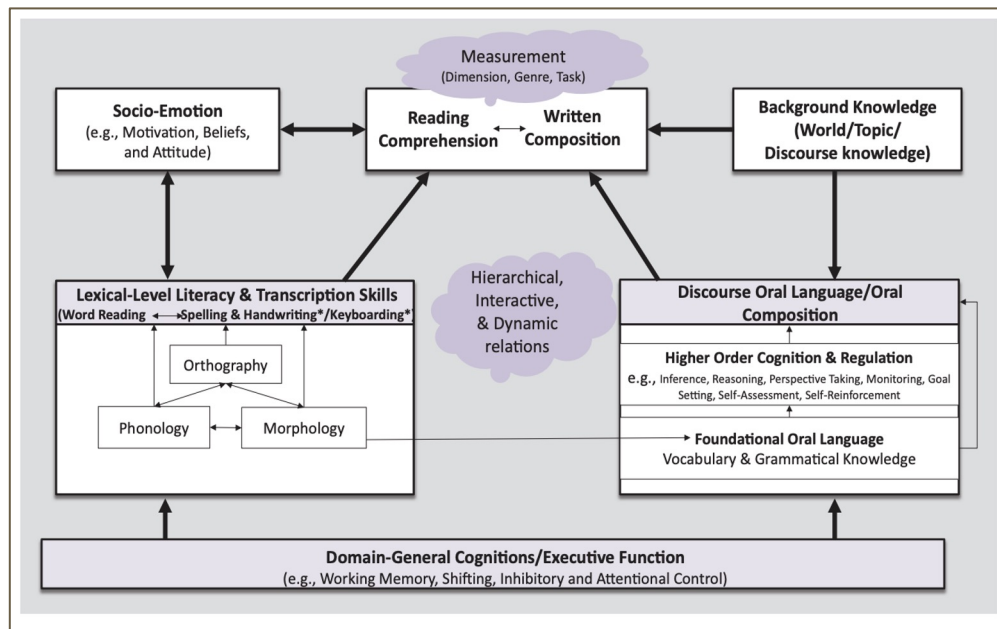 Measurement
(Dimension, Genre, Task)
Socio-Emotion
(e.g., Motivation, Beliefs,
and Attitude)
Reading
Comprehension
Written
Composition
Background Knowledge
(World/Topic/
Discourse knowledge)
Hierarchical,
Interactive,
& Dynamic
relations
Lexical-Level Literacy & Transcription Skills
(Word Reading Spelling & Handwriting*/Keyboarding*)
Orthography
Phonology
Morphology
Discourse Oral Language/Oral
Composition
Higher Order Cognition & Regulation
e.g., Inference, Reasoning, Perspective Taking, Monitoring, Goal
Setting, Self-Assessment, Self-Reinforcement
Foundational Oral Language
Vocabulary & Grammatical Knowledge
Domain-General Cognitions/Executive Function
(e.g., Working Memory, Shifting, Inhibitory and Attentional Control)